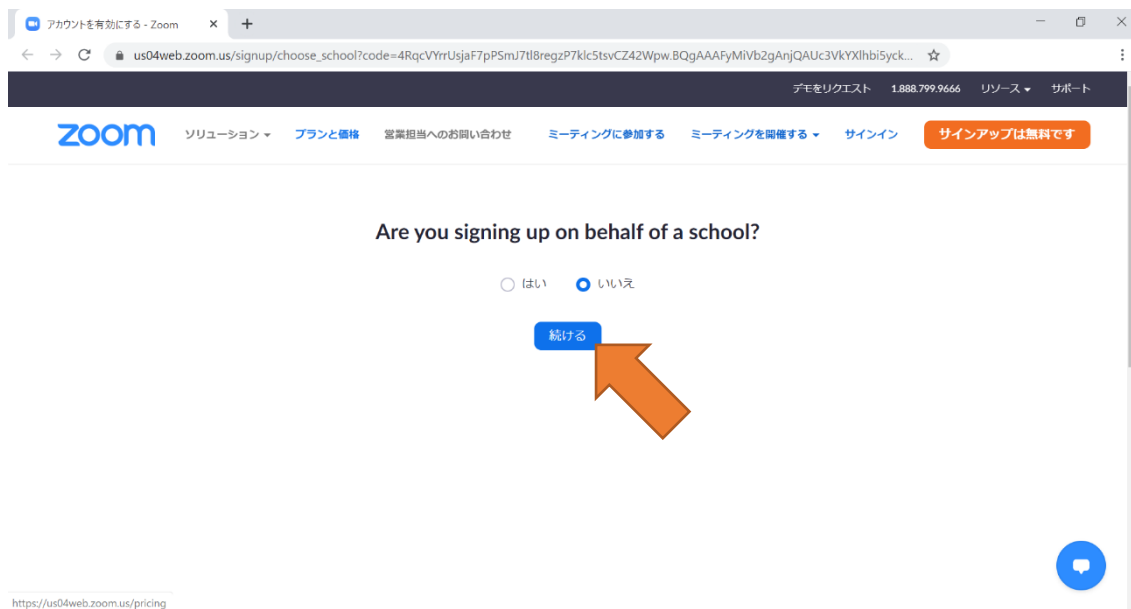 アカウントを有効にする - Zoom
us04web.zoom.us/signup/choose_school?code=4RqcVYrrUsjaF7pPSmJ7tl8regzP7klc5tsvCZ42Wpw.BQgAAAFyMiVb2gAnjQAUc3VkYXlhbi5yck...
デモをリクエスト 1.888.799.9666 リソース サポート
zoom ソリューション プランと価格 営業担当へのお問い合わせ ミーティングに参加する ミーティングを開催する サインイン サインアップは無料です
Are you signing up on behalf of a school?
はい いいえ
続ける
https://us04web.zoom.us/pricing